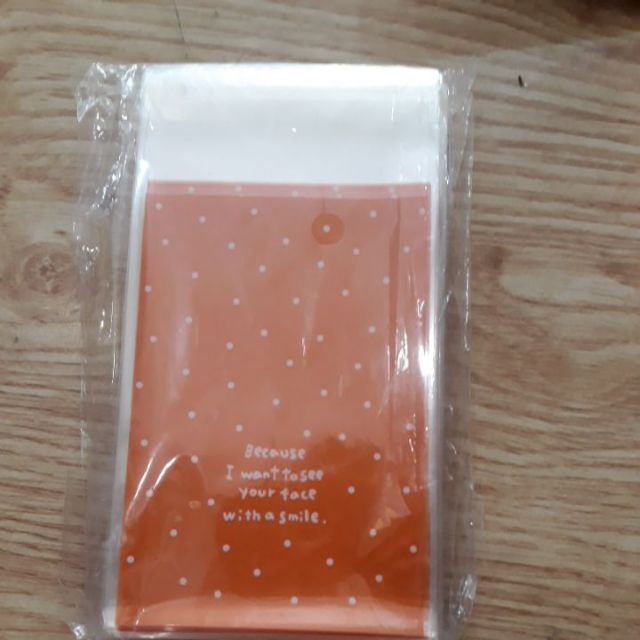 Because
I want to see
your face
with a smile.